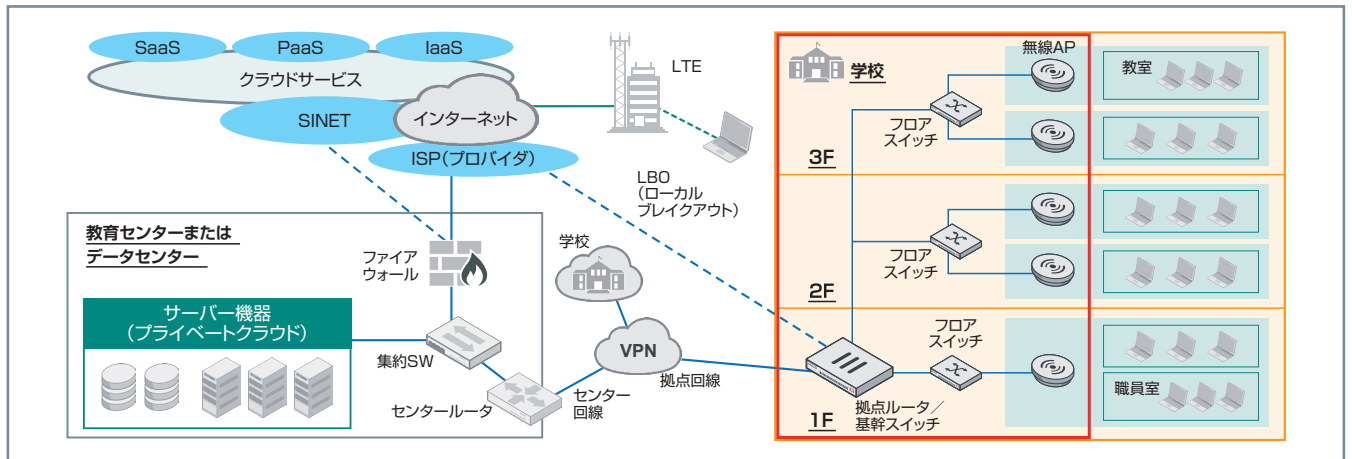 SaaS
PaaS
IaaS
クラウドサービス
SINET
インターネット
ISP（プロバイダ）
LTE
LBO
（ローカル
ブレイクアウト）
教育センターまたは
データセンター
ファイア
ウォール
サーバー機器
（プライベートクラウド）
集約SW
センタールータ
センター
回線
学校
VPN
拠点回線
学校
無線AP
教室
フロア
スイッチ
3F
フロア
スイッチ
2F
フロア
スイッチ
職員室
拠点ルータ／
基幹スイッチ
1F